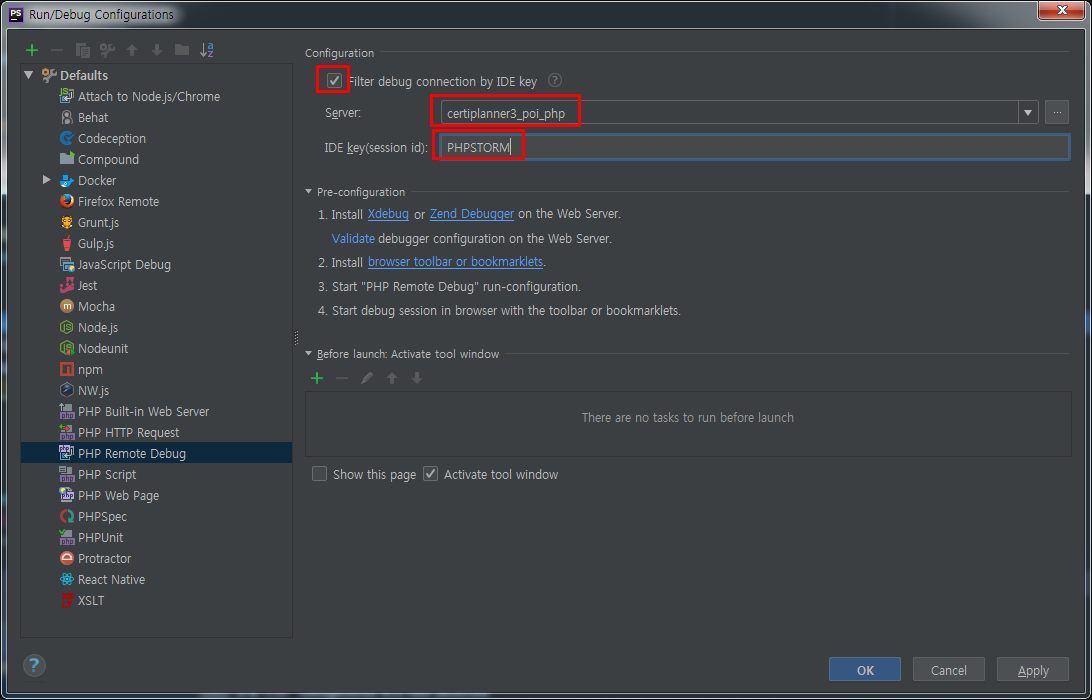 PS Run/Debug Configurations
Defaults
Attach to Node.js/Chrome
Behat
Codeception
Compound
Docker
Firefox Remote
Grunt.js
Gulp.js
JavaScript Debug
Jest
Mocha
Node.js
Nodeunit
npm
NW.js
PHP Built-in Web Server
PHP HTTP Request
PHP Remote Debug
PHP Script
PHP Web Page
PHPSpec
PHPUnit
Protractor
React Native
XSLT
Configuration
Filter debug connection by IDE key ?
Server: certiplanner3_poi_php ...
IDE key(session id): PHPSTORM
Pre-configuration
1. Install Xdebug or Zend Debugger on the Web Server.
Validate debugger configuration on the Web Server.
2. Install browser toolbar or bookmarklets.
3. Start "PHP Remote Debug" run-configuration.
4. Start debug session in browser with the toolbar or bookmarklets.
Before launch: Activate tool window
There are no tasks to run before launch
Show this page Activate tool window
? OK Cancel Apply